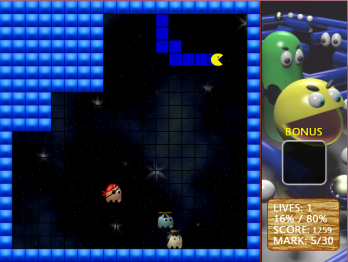 BONUS
LIVES: 1
16% / 80%
SCORE: 1259
MARK: 5/30